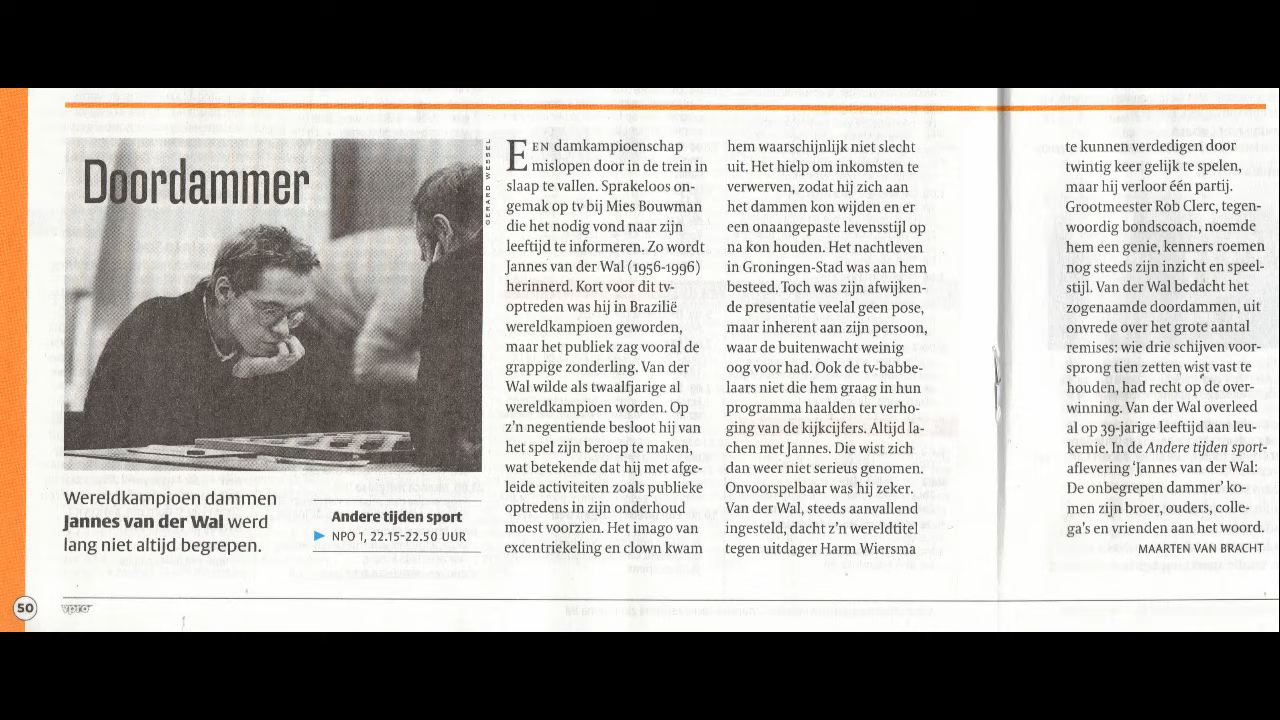 Doordammer
GERARD WESSEL
Wereldkampioen dammen
Jannes van der Wal werd
lang niet altijd begrepen.
Andere tijden sport
NPO 1, 22.15-22.50 UUR
EEN damkampioenschap
mislopen door in de trein in
slaap te vallen. Sprakeloos on-
gemak op tv bij Mies Bouwman
die het nodig vond naar zijn
leeftijd te informeren. Zo wordt
Jannes van der Wal (1956-1996)
herinnerd. Kort voor dit tv-
optreden was hij in Brazilië
wereldkampioen geworden,
maar het publiek zag vooral de
grappige zonderling. Van der
Wal wilde als twaalfjarige al
wereldkampioen worden. Op
z'n negentiende besloot hij van
het spel zijn beroep te maken,
wat betekende dat hij met afge-
leide activiteiten zoals publieke
optredens in zijn onderhoud
moest voorzien. Het imago van
excentriekeling en clown kwam
hem waarschijnlijk niet slecht
uit. Het hielp om inkomsten te
verwerven, zodat hij zich aan
het dammen kon wijden en er
een onaangepaste levensstijl op
na kon houden. Het nachtleven
in Groningen-Stad was aan hem
besteed. Toch was zijn afwijken-
de presentatie veelal geen pose,
maar inherent aan zijn persoon,
waar de buitenwacht weinig
oog voor had. Ook de tv-babbe-
laars niet die hem graag in hun
programma haalden ter verho-
ging van de kijkcijfers. Altijd la-
chen met Jannes. Die wist zich
dan weer niet serieus genomen.
Onvoorspelbaar was hij zeker.
Van der Wal, steeds aanvallend
ingesteld, dacht z'n wereldtitel
tegen uitdager Harm Wiersma
te kunnen verdedigen door
twintig keer gelijk te spelen,
maar hij verloor één partij.
Grootmeester Rob Clerc, tegen-
woordig bondscoach, noemde
hem een genie, kenners roemen
nog steeds zijn inzicht en speel-
stijl. Van der Wal bedacht het
zogenaamde doordammen, uit
onvrede over het grote aantal
remises: wie drie schijven voor-
sprong tien zetten wist vast te
houden, had recht op de over-
winning. Van der Wal overleed
al op 39-jarige leeftijd aan leu-
kemie. In de Andere tijden sport-
aflevering 'Jannes van der Wal:
De onbegrepen dammer' ko-
men zijn broer, ouders, colle-
ga's en vrienden aan het woord.
MAARTEN VAN BRACHT
50
vpro